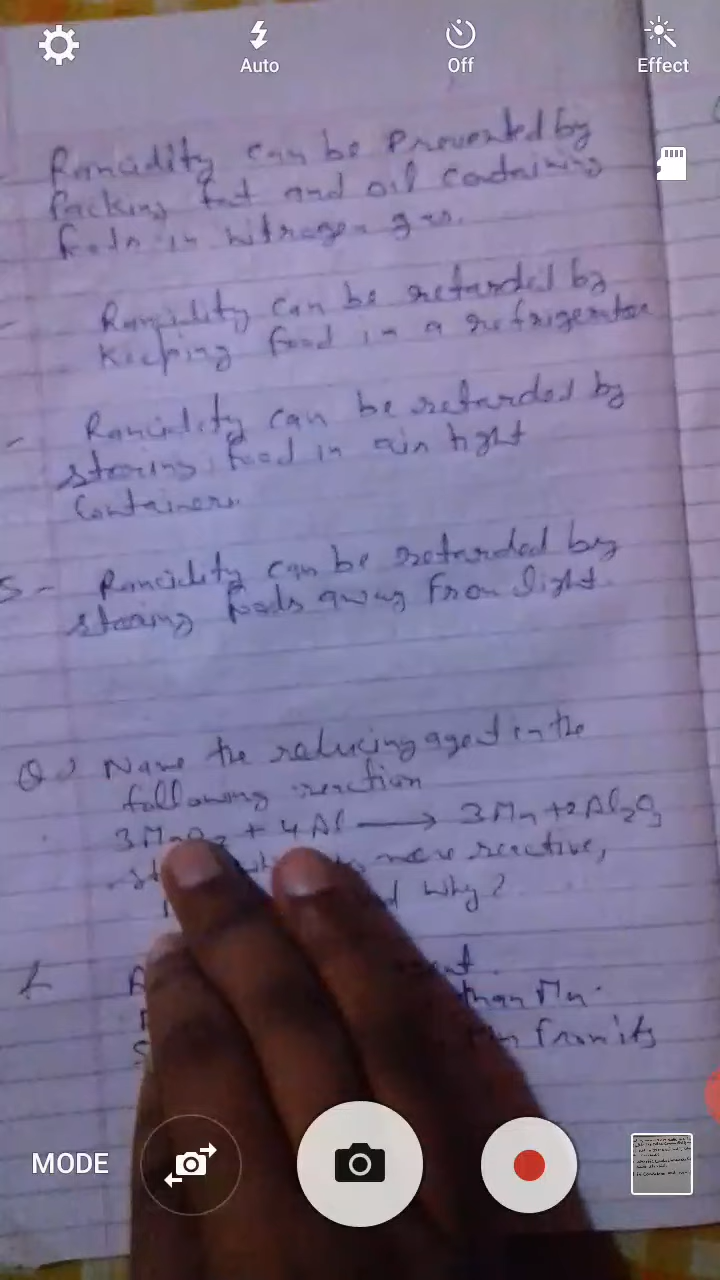 Auto
Off
Effect
Rancidity can be Prevented by
Packing fat and oil containing
foods in nitrogen gas.
Rancidity can be retarded by
Keeping food in a refrigerator
Rancidity can be retarded by
storing food in air tight
Containers.
5- Rancidity can be retarded by
storing foods away from light.
Q. Name the reducing agent in the
following reaction
3MnO2 + 4Al → 3Mn + 2Al2O3
more reactive,
why?
than Mn.
from its
MODE